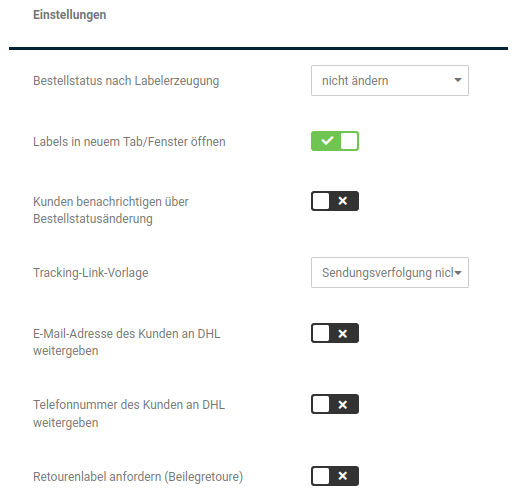 Einstellungen
Bestellstatus nach Labelerzeugung
nicht ändern
Labels in neuem Tab/Fenster öffnen
Kunden benachrichtigen über
Bestellstatusänderung
Tracking-Link-Vorlage
Sendungsverfolgung nicl
E-Mail-Adresse des Kunden an DHL
weitergeben
Telefonnummer des Kunden an DHL
weitergeben
Retourenlabel anfordern (Beilegretoure)